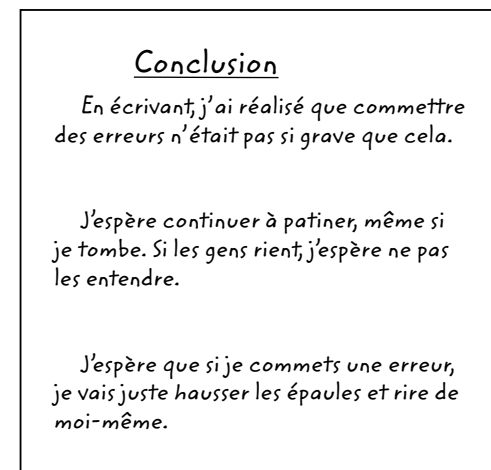 Conclusion
En écrivant, j'ai réalisé que commettre
des erreurs n'était pas si grave que cela.
J'espère continuer à patiner, même si
je tombe. Si les gens rient, j'espère ne pas
les entendre.
J'espère que si je commets une erreur,
je vais juste hausser les épaules et rire de
moi-même.